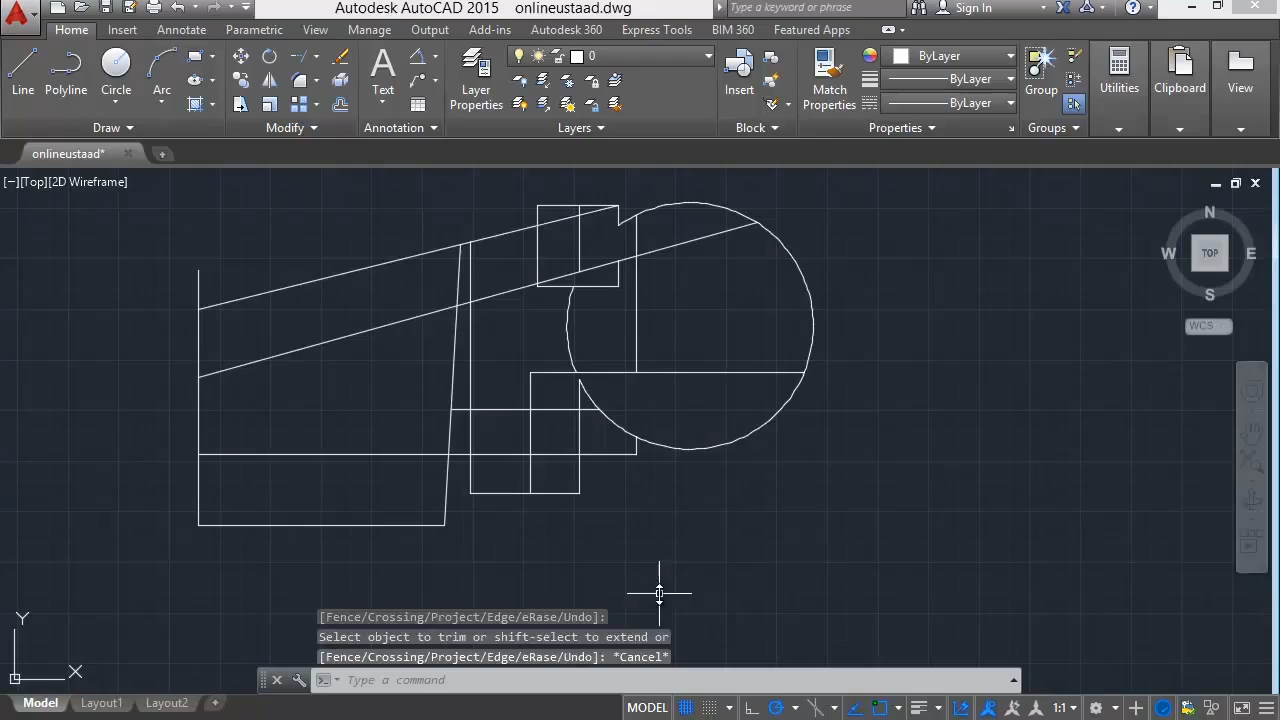 Autodesk AutoCAD 2015 onlineustaad.dwg
Type a keyword or phrase
Sign In
Home Insert Annotate Parametric View Manage Output Add-ins Autodesk 360 Express Tools BIM 360 Featured Apps
Line Polyline Circle Arc
Draw
Modify
A
Text
Annotation
Layer
Properties
0
Layers
Insert
Block
Match
Properties
ByLayer
ByLayer
ByLayer
Properties
Group
Groups
Utilities
Clipboard
View
onlineustaad*
[−][Top][2D Wireframe]
N
W TOP E
S
WCS
Y
X
[Fence/Crossing/Project/Edge/eRase/Undo]:
Select object to trim or shift-select to extend or
[Fence/Crossing/Project/Edge/eRase/Undo]: *Cancel*
Type a command
Model Layout1 Layout2 +
MODEL 1:1